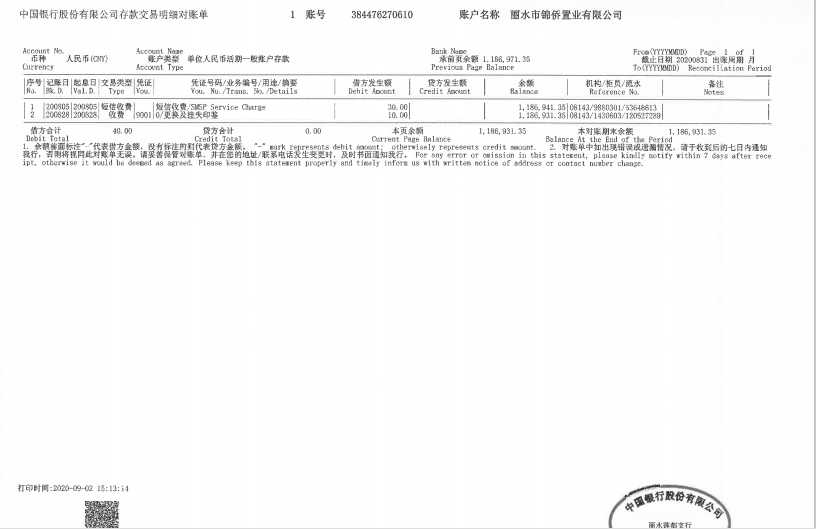 中国银行股份有限公司存款交易明细对账单 1 账号 384476270610 账户名称 丽水市锦侨置业有限公司
Account No. Account Name Bank Name From(YYYYMMDD) Page 1 of 1
币种 人民币(CNY) 账户类型 单位人民币活期一般账户存款 承前页余额 1,186,971.35 截止日期 20200831 出账周期 月
Currency Account Type Previous Page Balance To(YYYYMMDD) Reconciliation Period
序号 记账日 起息日 交易类型 凭证 凭证号码/业务编号/用途/摘要 借方发生额 贷方发生额 余额 机构/柜员/流水 备注
No. Bk.D. Val.D. Type Vou. Vou. No./Trans. No./Details Debit Amount Credit Amount Balance Reference No. Notes
1 200805 200805 短信收费 短信收费/SMSP Service Charge 30.00 1,186,941.35 06143/9880301/53648613
2 200828 200828 收费 9001 0/更换及挂失印鉴 10.00 1,186,931.35 06143/1430603/120527289
借方合计 40.00 贷方合计 0.00 本页余额 1,186,931.35 本对账期末余额 1,186,931.35
Debit Total Credit Total Current Page Balance Balance At the End of the Period
1. 余额前面标注"-"代表借方金额，没有标注的则代表贷方金额。 "-" mark represents debit amount; otherwisely represents credit amount. 2. 对账单中如出现错误或遗漏情况，请于收到后的七日内通知
我行，否则将视同此对账单无误。请妥善保管对账单，并在您的地址/联系电话发生变更时，及时书面通知我行。 For any error or omission in this statement, please kindly notify within 7 days after rece
ipt, otherwise it would be deemed as agreed. Please keep this statement properly and timely inform us with written notice of address or contact number change.
打印时间:2020-09-02 15:13:14
中国银行股份有限公司
丽水莲都支行